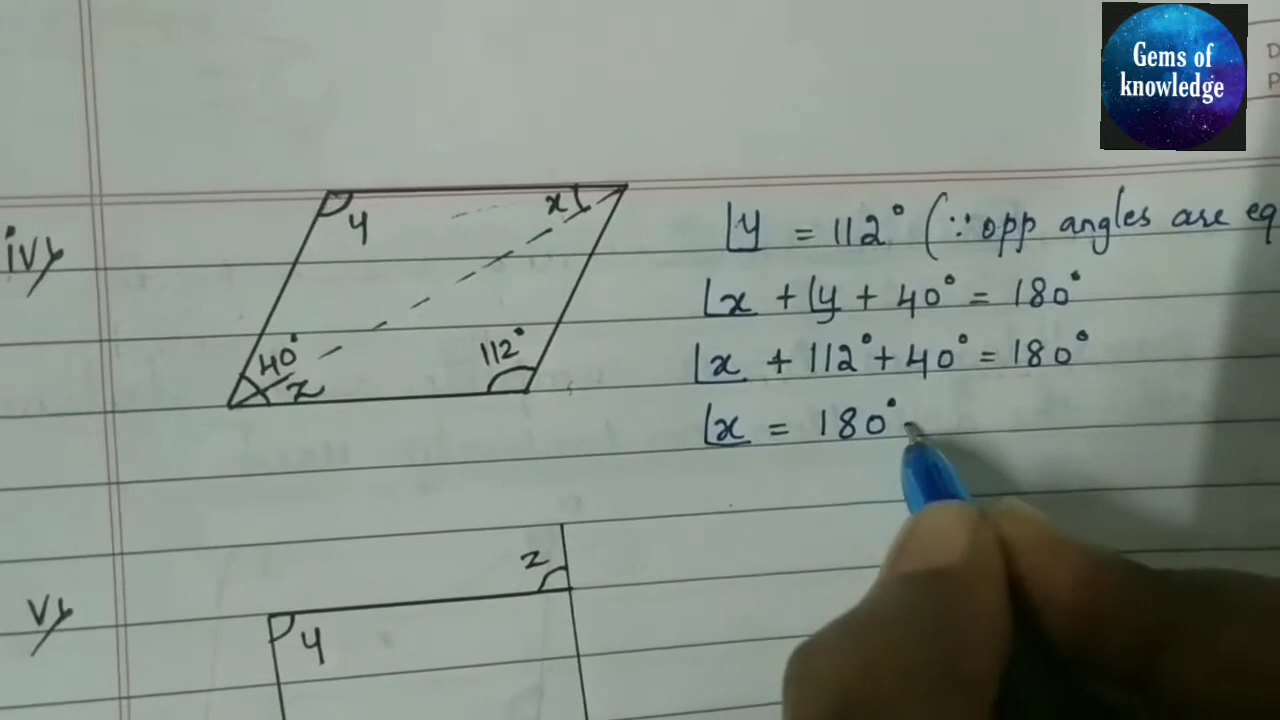 Gems of
knowledge
D
P
iv)
y
x
40°
z
112°
∠y = 112° (∵ opp angles are eq
∠x + ∠y + 40° = 180°
∠x + 112° + 40° = 180°
∠x = 180° -
v)
z
y